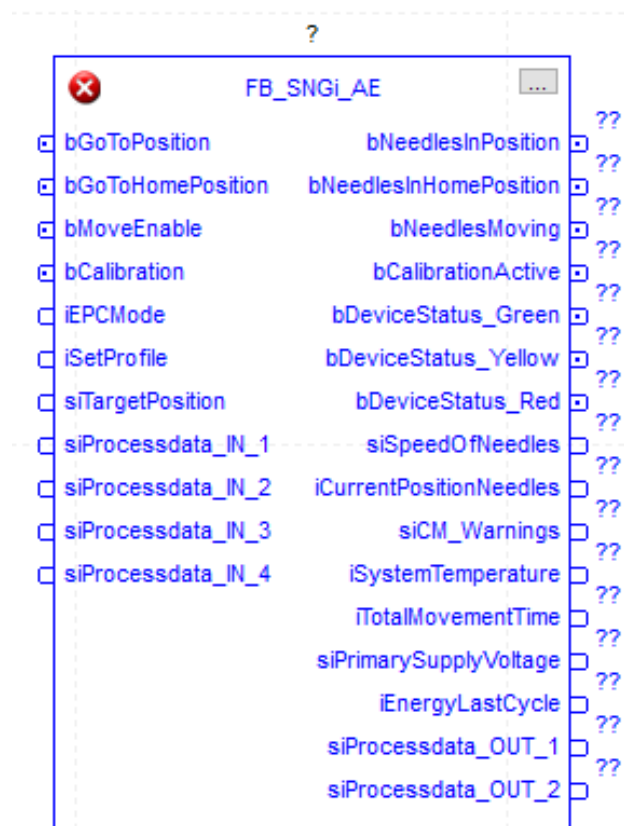 ?
FB_SNGi_AE
...
??
bGoToPosition bNeedlesInPosition
??
bGoToHomePosition bNeedlesInHomePosition
??
bMoveEnable bNeedlesMoving
??
bCalibration bCalibrationActive
??
iEPCMode bDeviceStatus_Green
??
iSetProfile bDeviceStatus_Yellow
??
siTargetPosition bDeviceStatus_Red
??
siProcessdata_IN_1 siSpeedOfNeedles
??
siProcessdata_IN_2 iCurrentPositionNeedles
??
siProcessdata_IN_3 siCM_Warnings
??
siProcessdata_IN_4 iSystemTemperature
??
iTotalMovementTime
??
siPrimarySupplyVoltage
??
iEnergyLastCycle
??
siProcessdata_OUT_1
??
siProcessdata_OUT_2